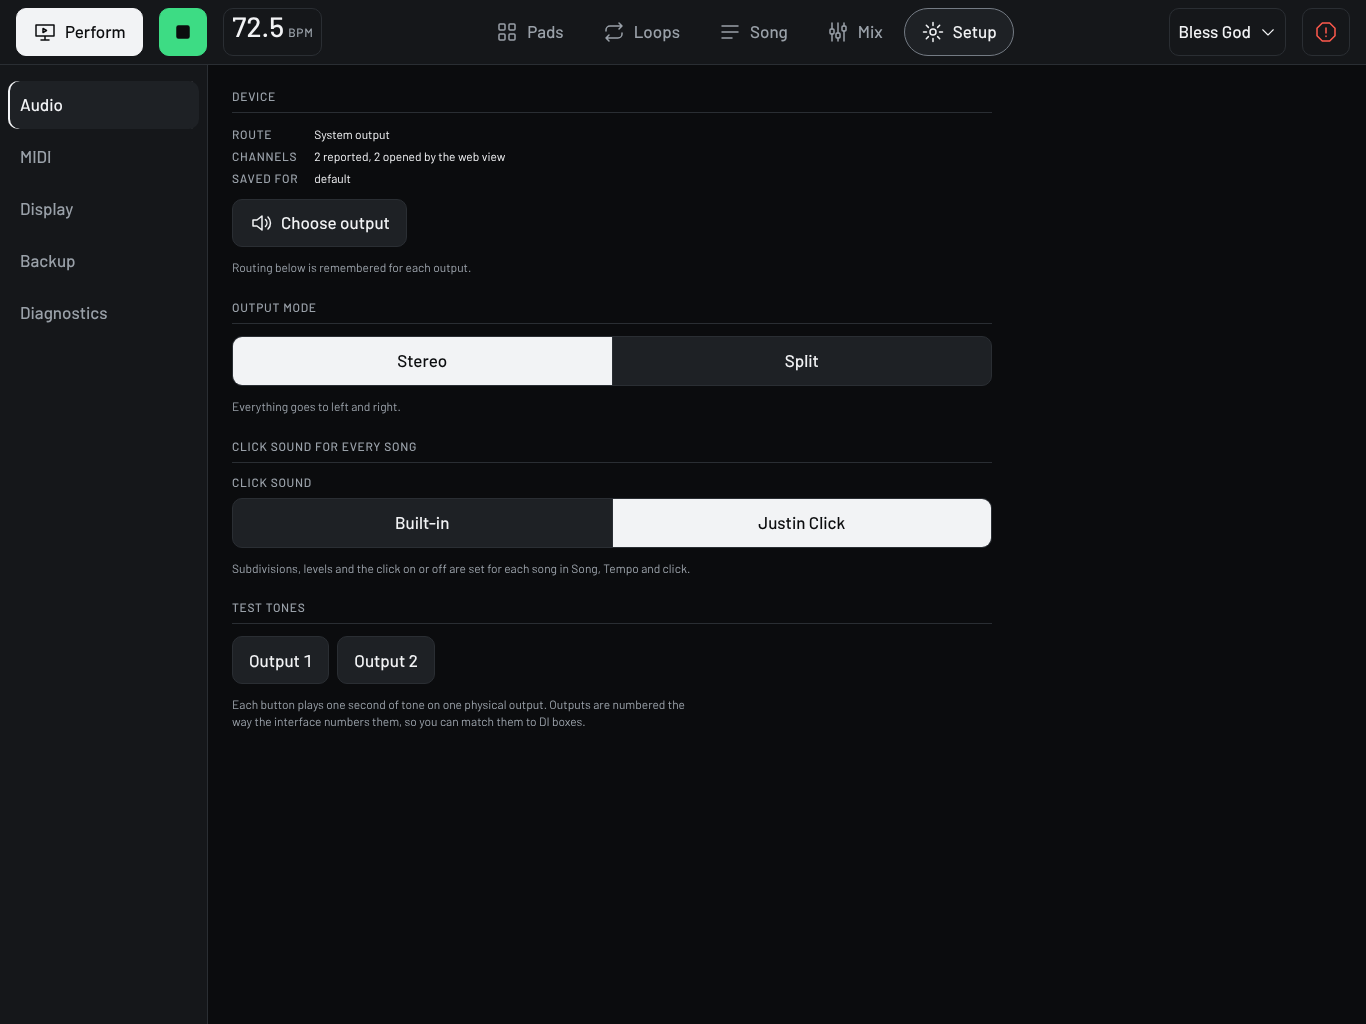 Perform
72.5 BPM
Pads
Loops
Song
Mix
Setup
Bless God
Audio
MIDI
Display
Backup
Diagnostics
DEVICE
ROUTE System output
CHANNELS 2 reported, 2 opened by the web view
SAVED FOR default
Choose output
Routing below is remembered for each output.
OUTPUT MODE
Stereo
Split
Everything goes to left and right.
CLICK SOUND FOR EVERY SONG
CLICK SOUND
Built-in
Justin Click
Subdivisions, levels and the click on or off are set for each song in Song, Tempo and click.
TEST TONES
Output 1
Output 2
Each button plays one second of tone on one physical output. Outputs are numbered the
way the interface numbers them, so you can match them to DI boxes.